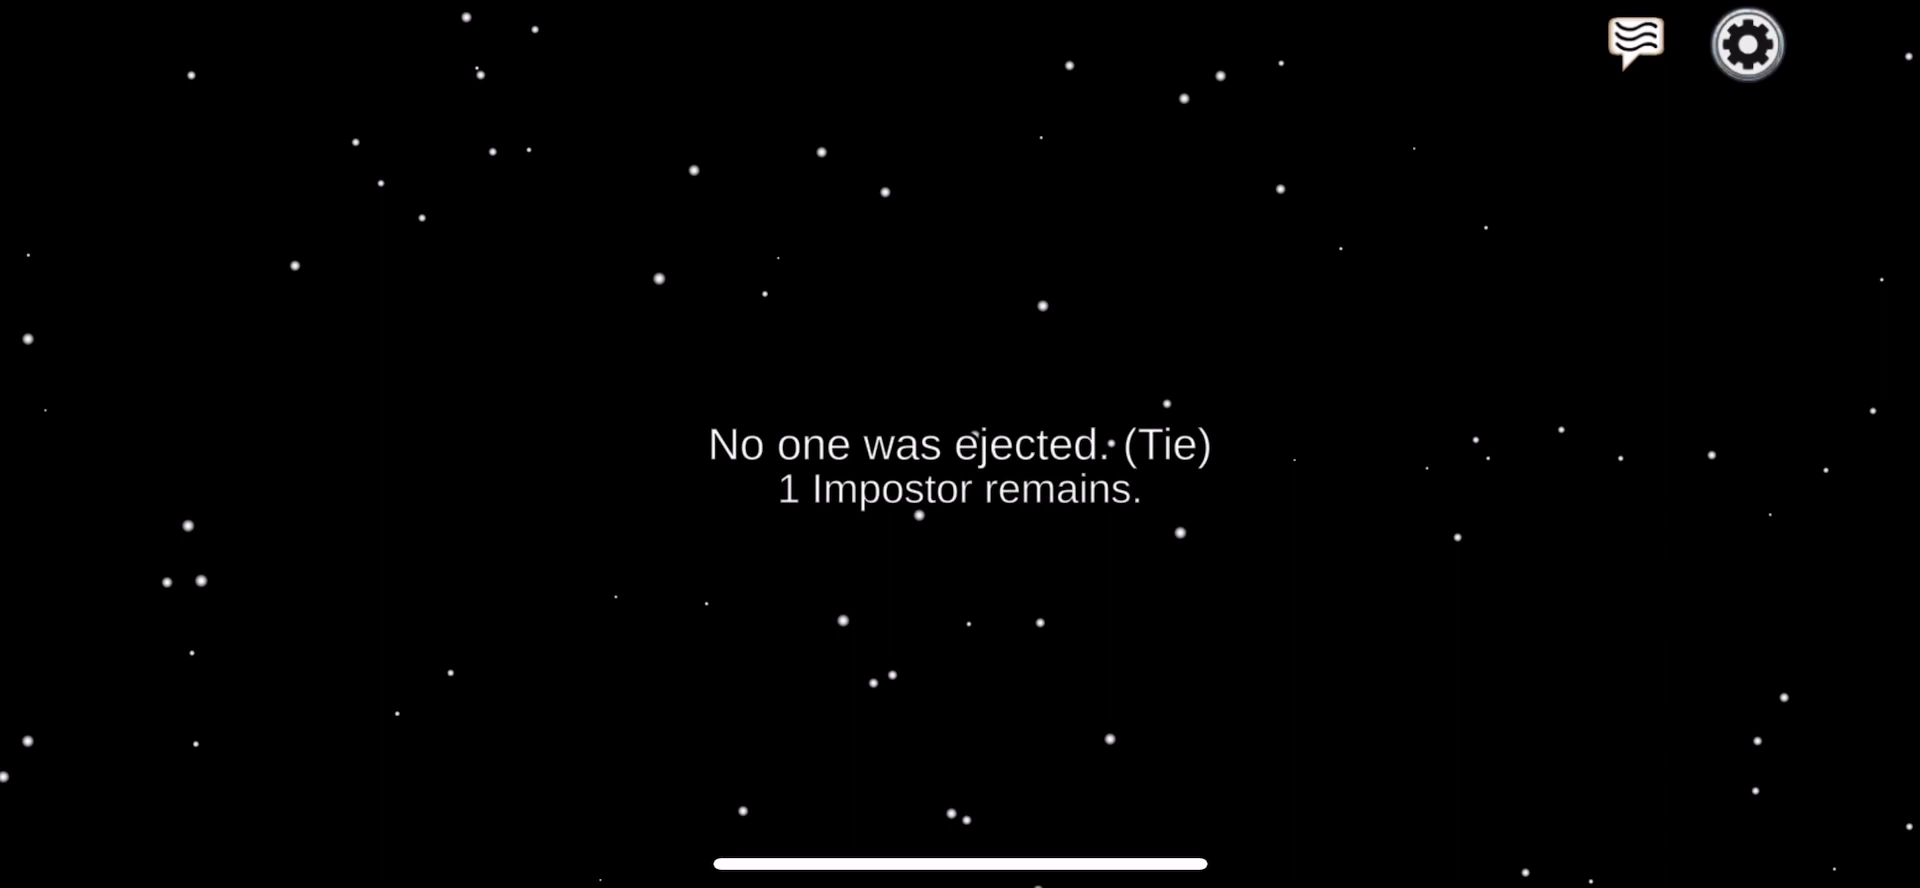 No one was ejected. (Tie)
1 Impostor remains.